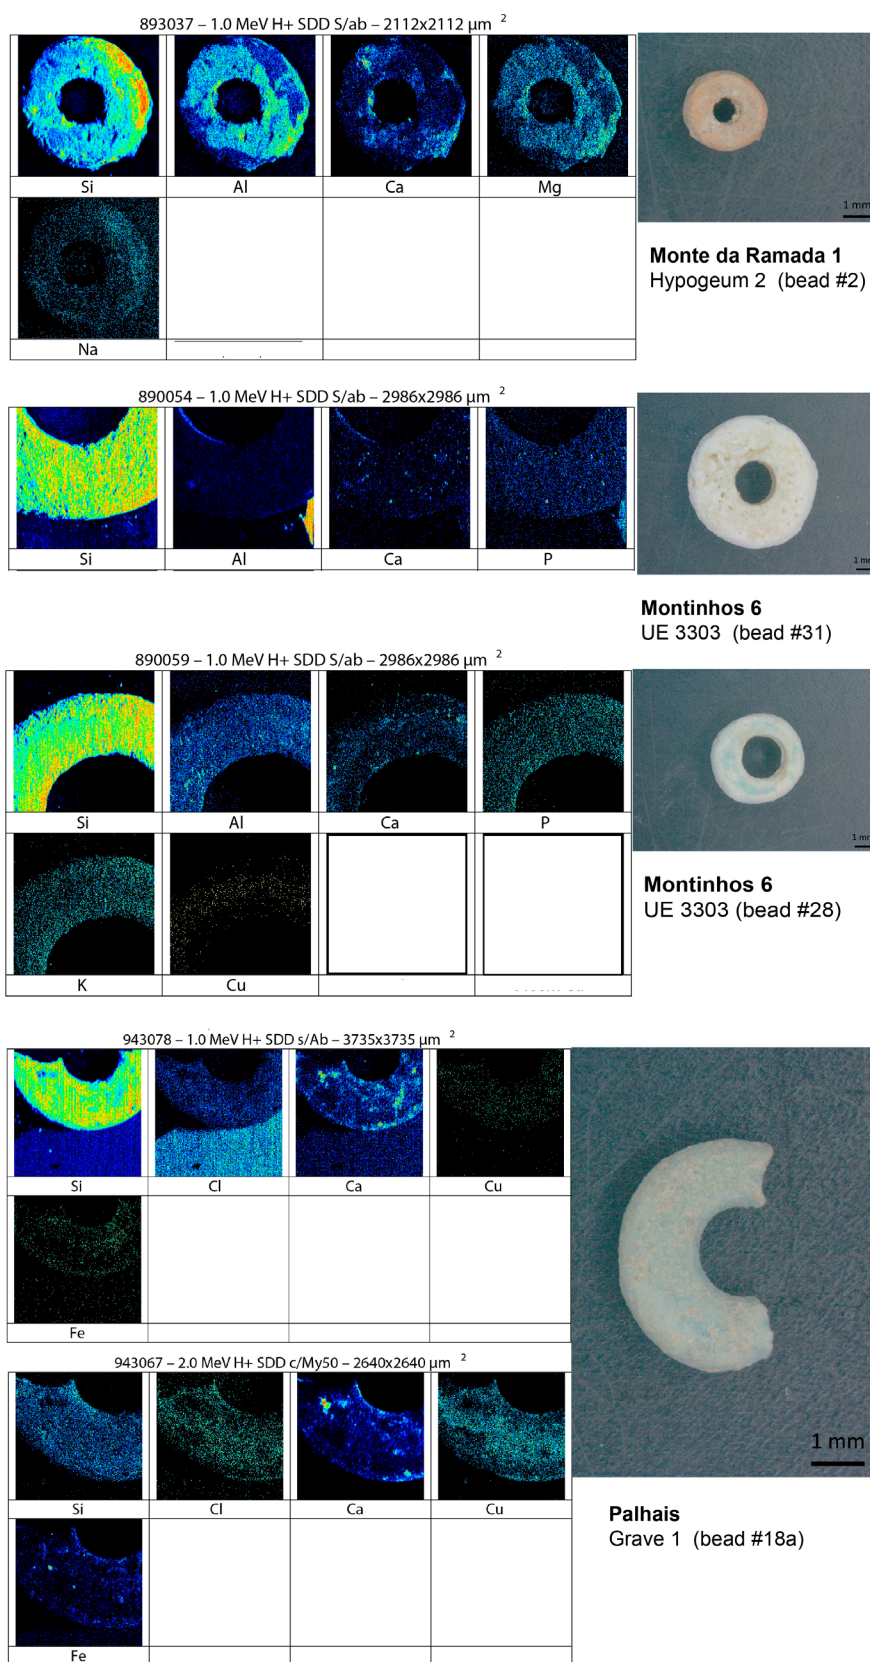 893037 – 1.0 MeV H+ SDD S/ab – 2112x2112 µm 2
Si Al Ca Mg
Na
1 mm
Monte da Ramada 1
Hypogeum 2 (bead #2)
890054 – 1.0 MeV H+ SDD S/ab – 2986x2986 µm 2
Si Al Ca P
1 mm
Montinhos 6
UE 3303 (bead #31)
890059 – 1.0 MeV H+ SDD S/ab – 2986x2986 µm 2
Si Al Ca P
K Cu
1 mm
Montinhos 6
UE 3303 (bead #28)
943078 – 1.0 MeV H+ SDD s/Ab – 3735x3735 µm 2
Si Cl Ca Cu
Fe
943067 – 2.0 MeV H+ SDD c/My50 – 2640x2640 µm 2
Si Cl Ca Cu
Fe
1 mm
Palhais
Grave 1 (bead #18a)